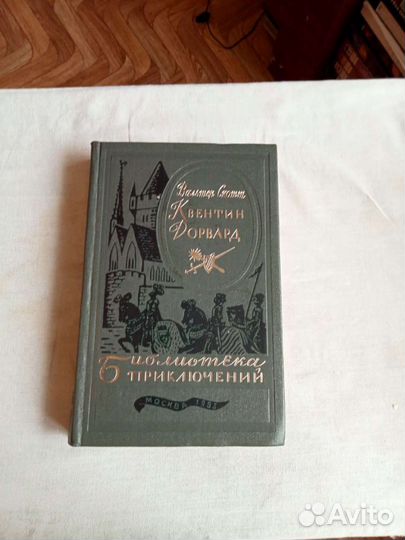 Вальтер Скотт
КВЕНТИН
ДОРВАРД
Библиотека
ПРИКЛЮЧЕНИЙ
МОСКВА
Avito